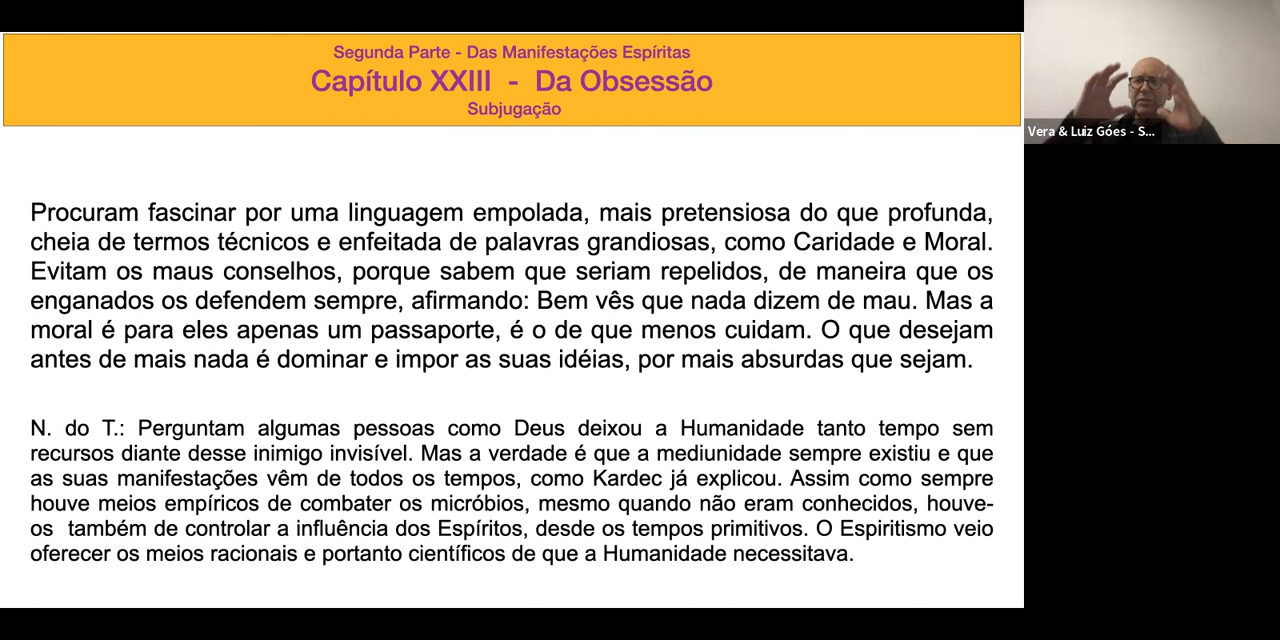 Segunda Parte - Das Manifestações Espíritas
Capítulo XXIII - Da Obsessão
Subjugação
Vera & Luiz Góes - S...
Procuram fascinar por uma linguagem empolada, mais pretensiosa do que profunda,
cheia de termos técnicos e enfeitada de palavras grandiosas, como Caridade e Moral.
Evitam os maus conselhos, porque sabem que seriam repelidos, de maneira que os
enganados os defendem sempre, afirmando: Bem vês que nada dizem de mau. Mas a
moral é para eles apenas um passaporte, é o de que menos cuidam. O que desejam
antes de mais nada é dominar e impor as suas idéias, por mais absurdas que sejam.
N. do T.: Perguntam algumas pessoas como Deus deixou a Humanidade tanto tempo sem
recursos diante desse inimigo invisível. Mas a verdade é que a mediunidade sempre existiu e que
as suas manifestações vêm de todos os tempos, como Kardec já explicou. Assim como sempre
houve meios empíricos de combater os micróbios, mesmo quando não eram conhecidos, houve-
os também de controlar a influência dos Espíritos, desde os tempos primitivos. O Espiritismo veio
oferecer os meios racionais e portanto científicos de que a Humanidade necessitava.